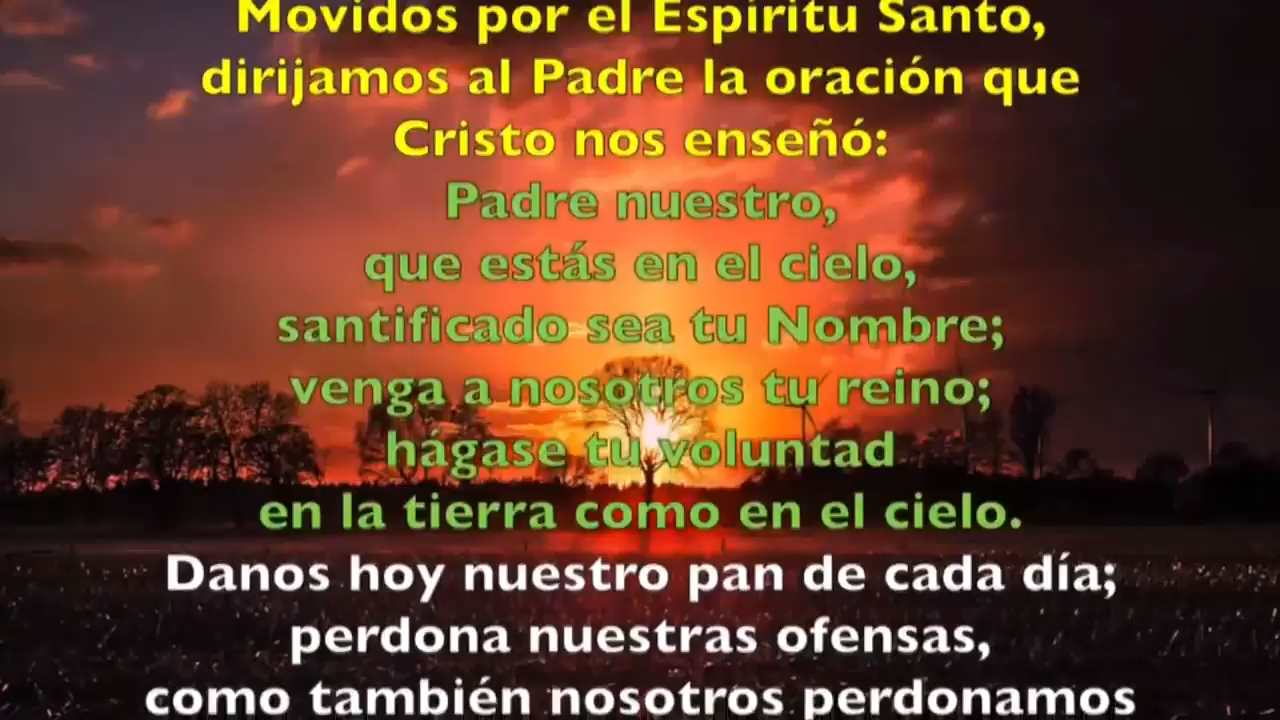 Movidos por el Espíritu Santo,
dirijamos al Padre la oración que
Cristo nos enseñó:
Padre nuestro,
que estás en el cielo,
santificado sea tu Nombre;
venga a nosotros tu reino;
hágase tu voluntad
en la tierra como en el cielo.
Danos hoy nuestro pan de cada día;
perdona nuestras ofensas,
como también nosotros perdonamos